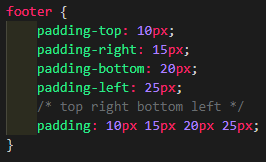 footer {
    padding-top: 10px;
    padding-right: 15px;
    padding-bottom: 20px;
    padding-left: 25px;
    /* top right bottom left */
    padding: 10px 15px 20px 25px;
}